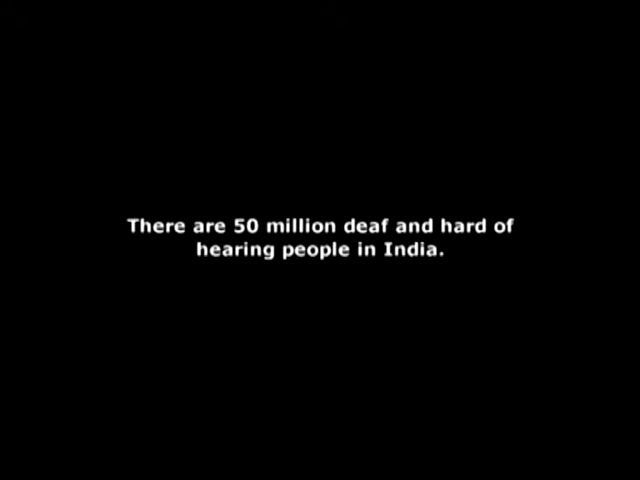 There are 50 million deaf and hard of
hearing people in India.